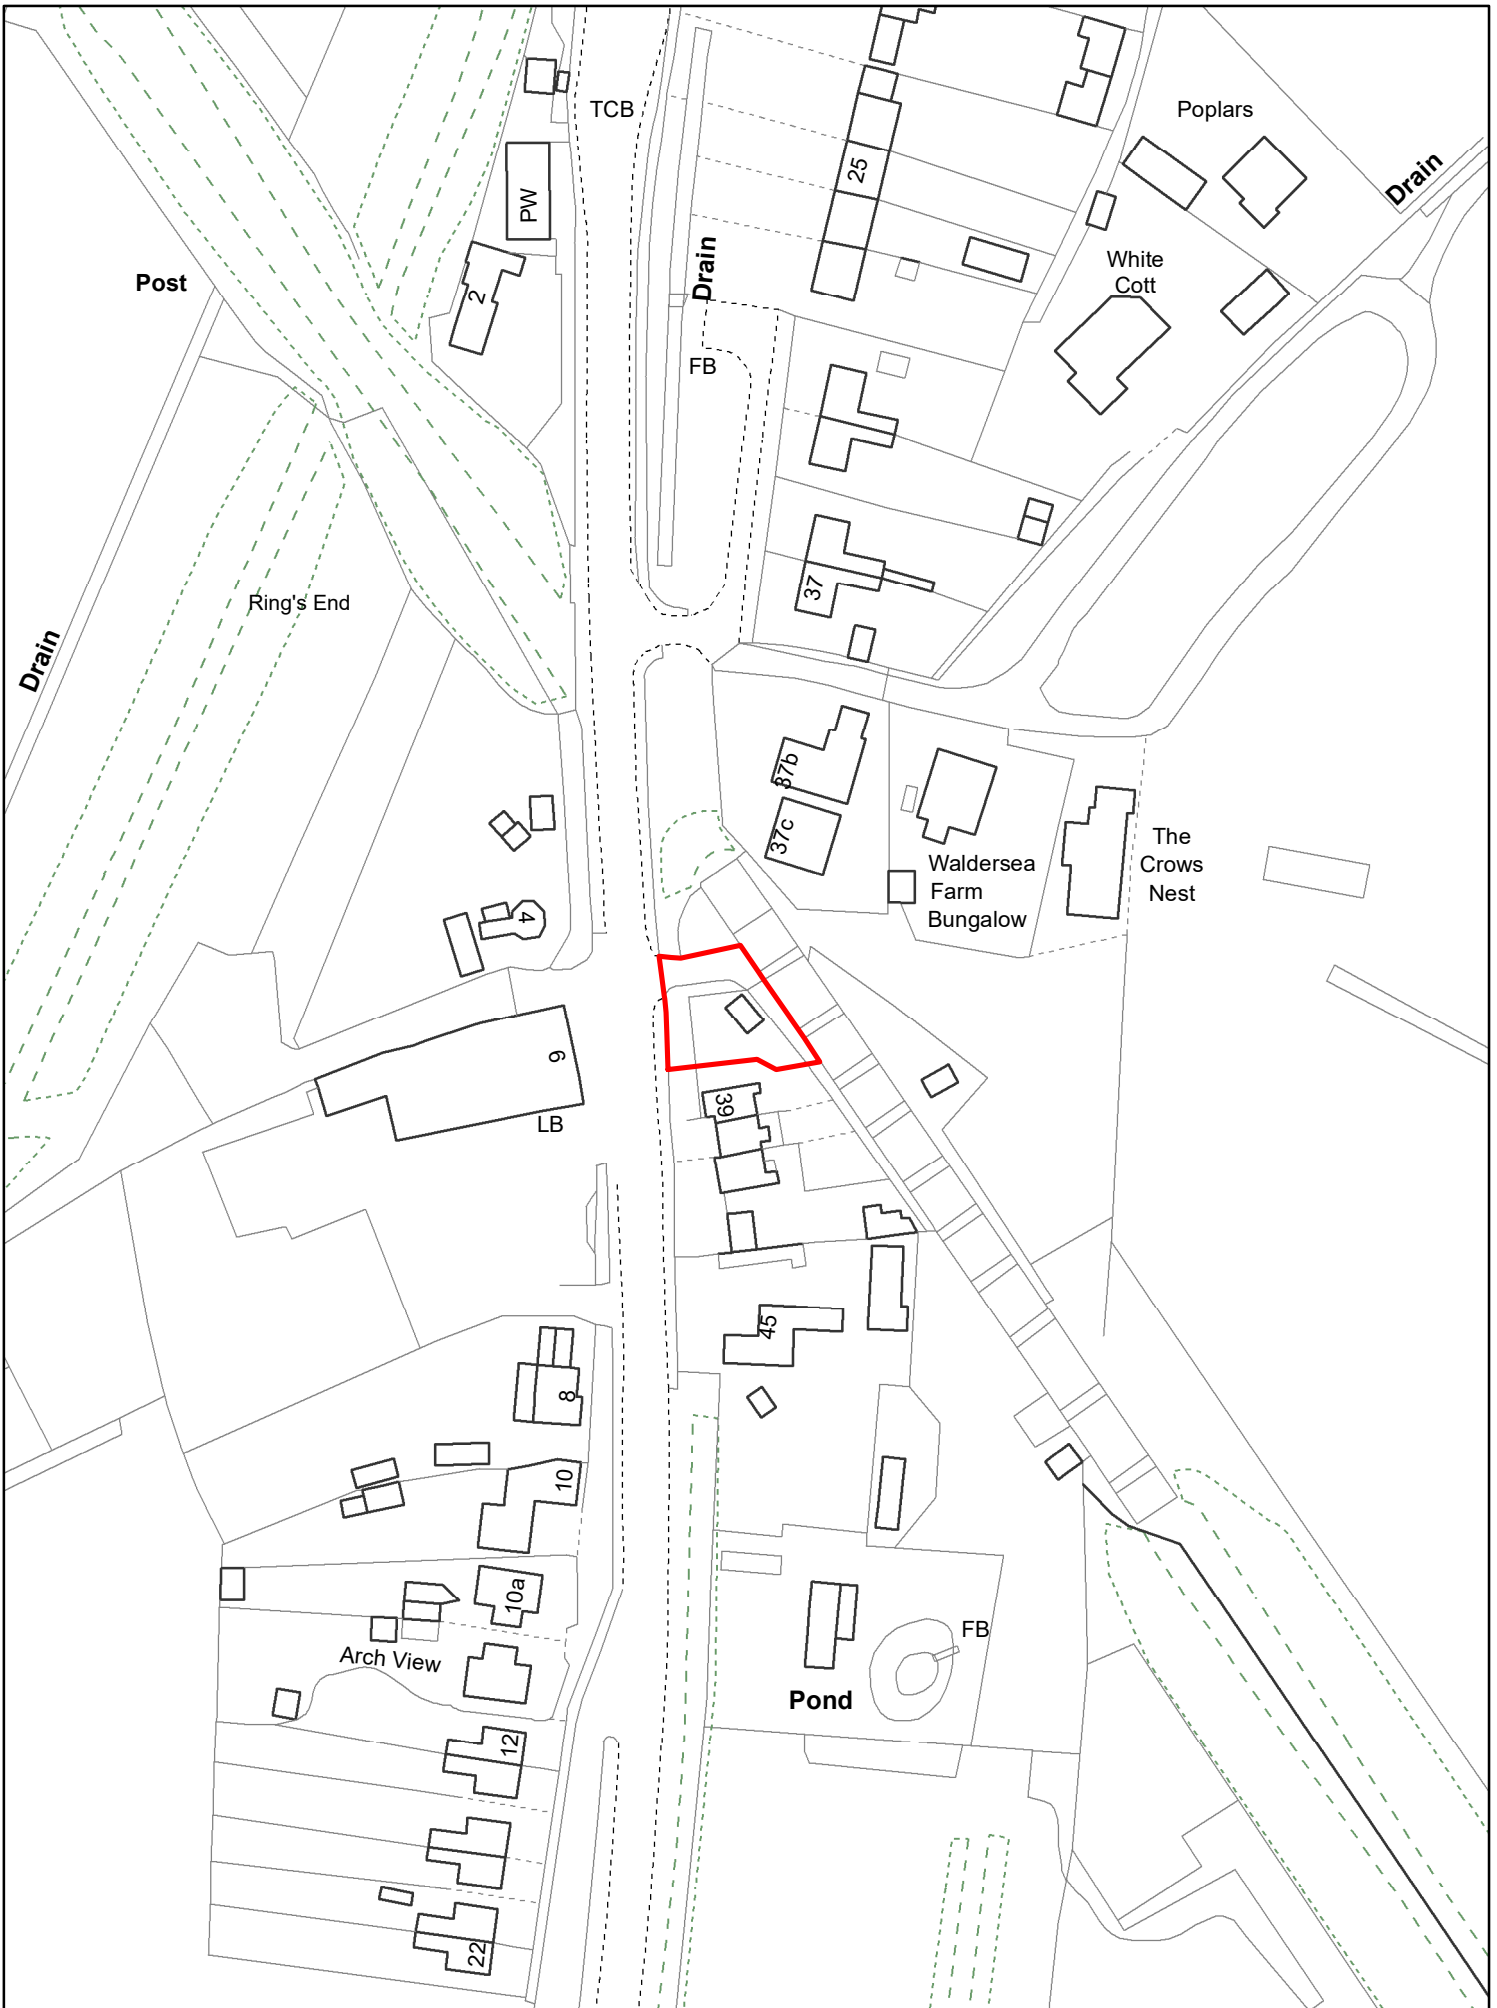 TCB
Poplars
25
Drain
PW
White
Cott
Drain
Post
2
FB
37
Ring's End
Drain
37b
37c
The
Crows
Nest
Waldersea
Farm
Bungalow
4
6
39
LB
45
8
10
10a
FB
Arch View
Pond
12
22